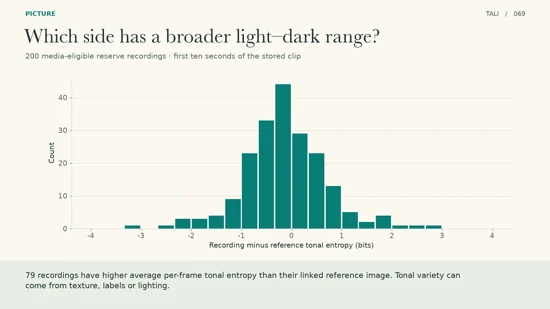 PICTURE
TALI / 069
Which side has a broader light–dark range?
200 media-eligible reserve recordings · first ten seconds of the stored clip
40
30
20
10
0
Count
-4 -3 -2 -1 0 1 2 3 4
Recording minus reference tonal entropy (bits)
79 recordings have higher average per-frame tonal entropy than their linked reference image. Tonal variety can
come from texture, labels or lighting.